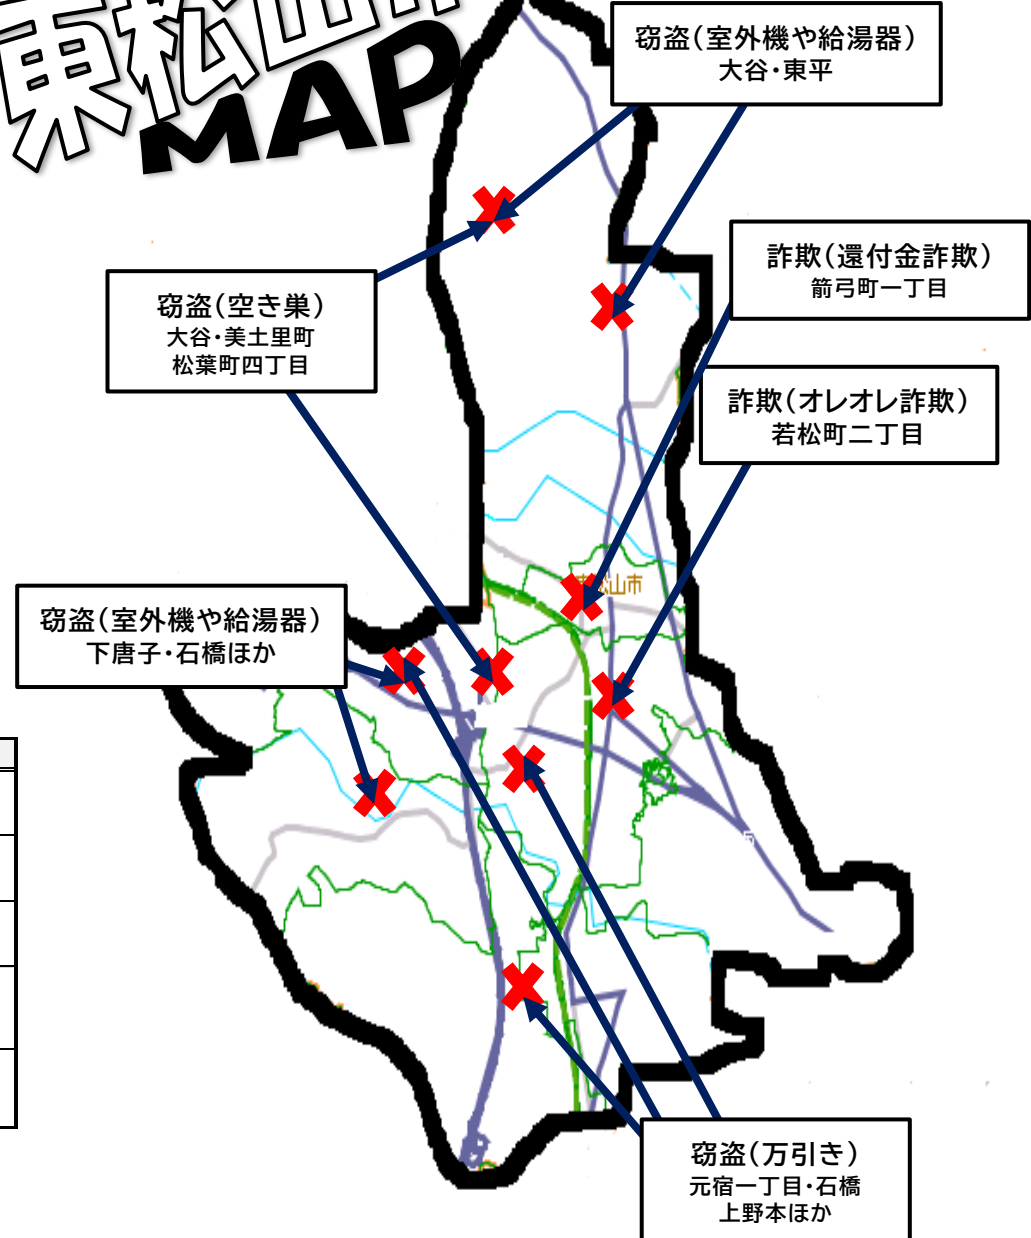 東松山市
MAP
窃盗(室外機や給湯器)
大谷・東平
詐欺(還付金詐欺)
箭弓町一丁目
窃盗(空き巣)
大谷・美土里町
松葉町四丁目
詐欺(オレオレ詐欺)
若松町二丁目
松山市
窃盗(室外機や給湯器)
下唐子・石橋ほか
5
窃盗(万引き)
元宿一丁目・石橋
上野本ほか